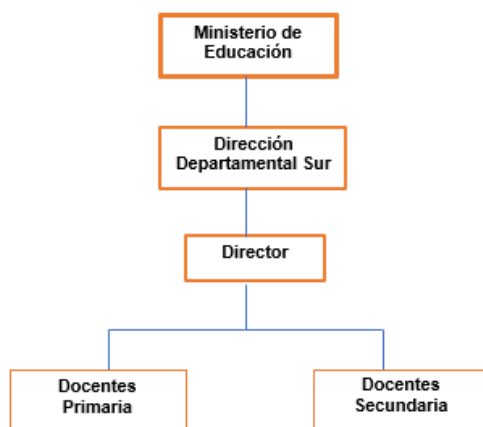 Ministerio de
Educación
Dirección
Departamental Sur
Director
Docentes
Primaria
Docentes
Secundaria